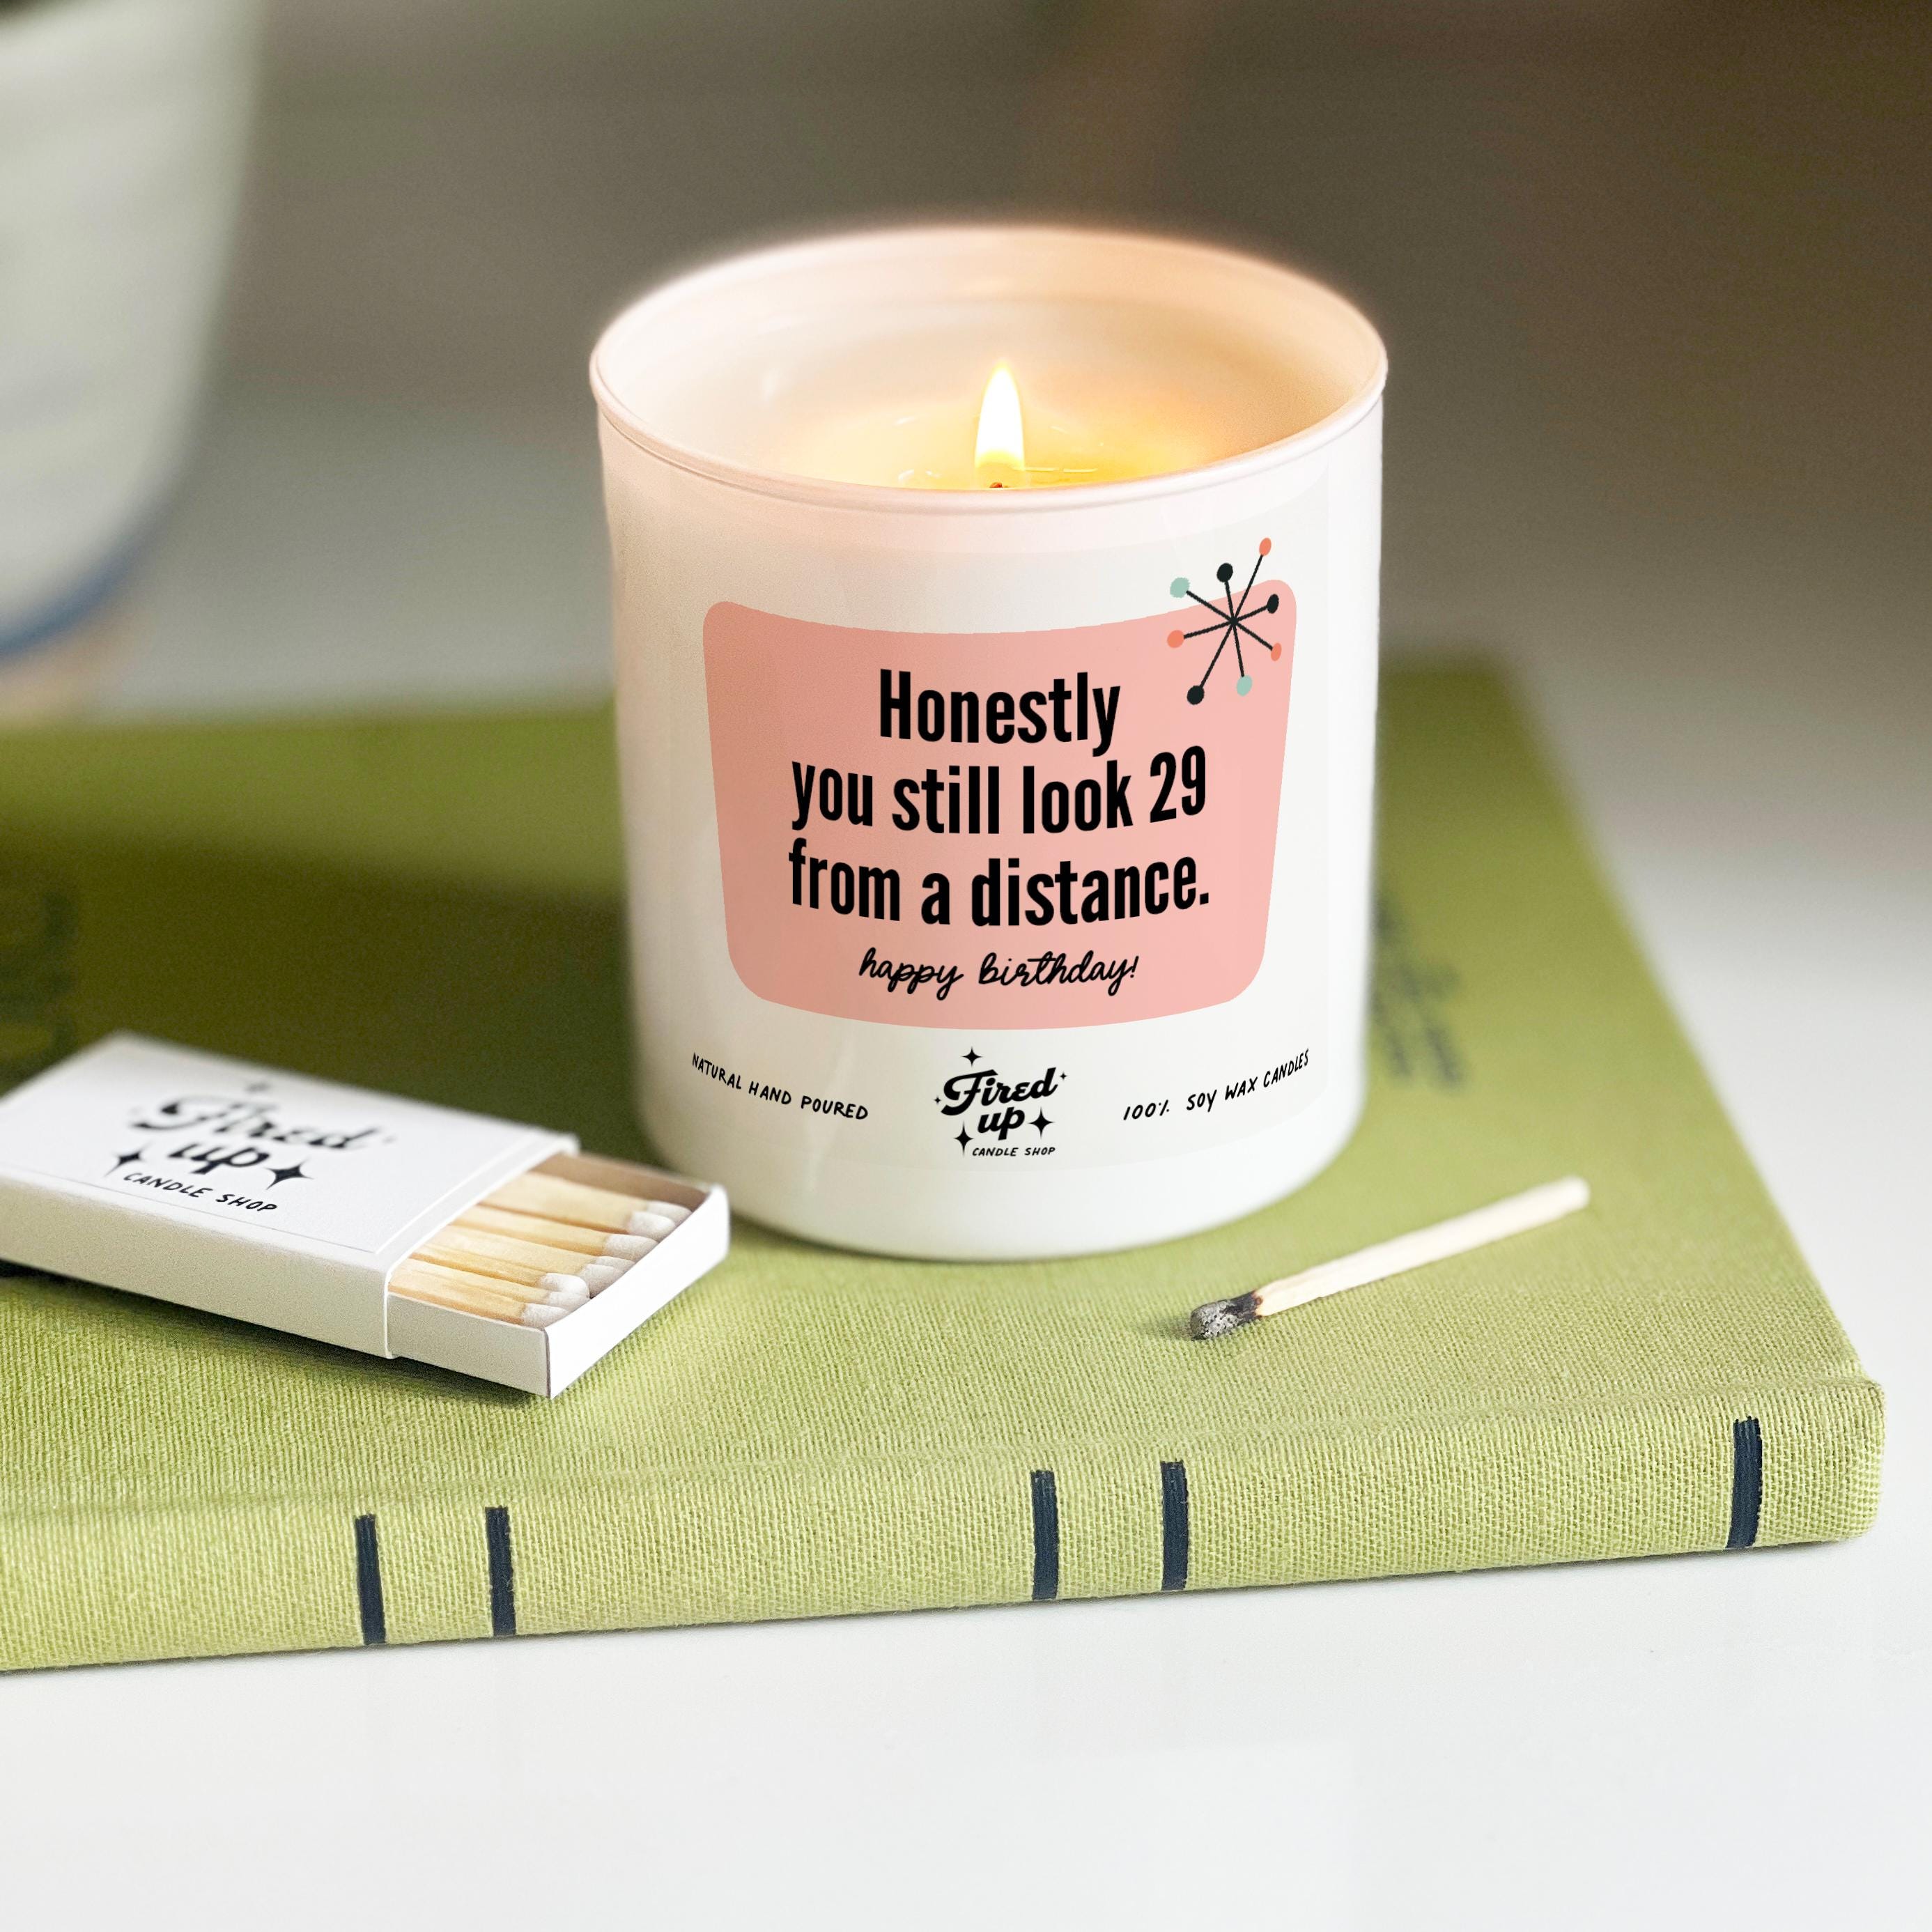 Honestly
you still look 29
from a distance.
happy birthday!
NATURAL HAND POURED
Fired
up
CANDLE SHOP
100% SOY WAX CANDLES
Fired
up
CANDLE SHOP